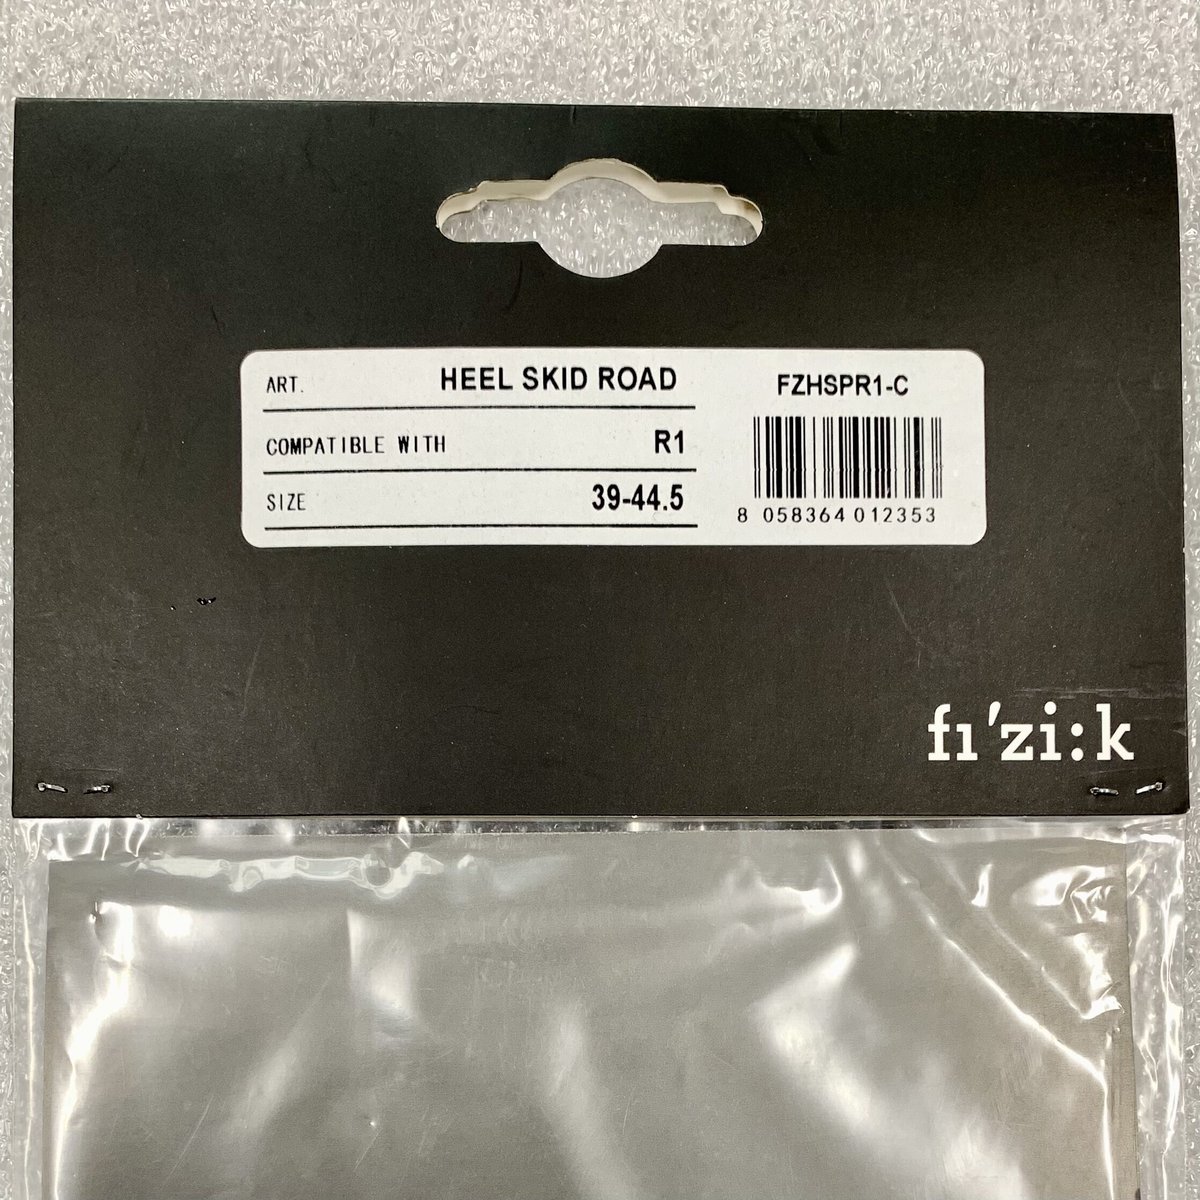 ART. HEEL SKID ROAD
COMPATIBLE WITH R1
SIZE 39-44.5
FZHSPR1-C
8 058364 012353
fı'zi:k